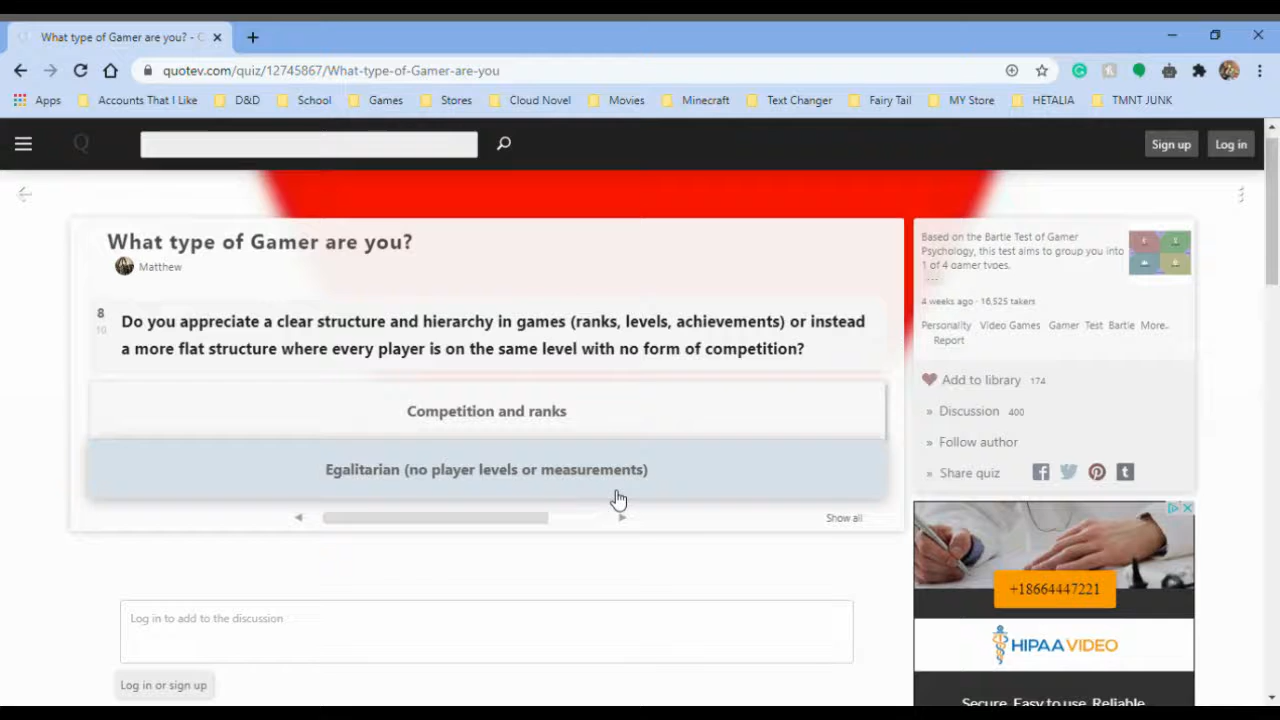 What type of Gamer are you? - C
quotev.com/quiz/12745867/What-type-of-Gamer-are-you
Apps Accounts That I Like D&D School Games Stores Cloud Novel Movies Minecraft Text Changer Fairy Tail MY Store HETALIA TMNT JUNK
Q
Sign up
Log in
What type of Gamer are you?
Matthew
8
10
Do you appreciate a clear structure and hierarchy in games (ranks, levels, achievements) or instead
a more flat structure where every player is on the same level with no form of competition?
Competition and ranks
Egalitarian (no player levels or measurements)
Show all
Log in to add to the discussion
Log in or sign up
Based on the Bartle Test of Gamer
Psychology, this test aims to group you into
1 of 4 gamer types.
...
4 weeks ago · 16,525 takers
Personality Video Games Gamer Test Bartle More..
Report
Add to library 174
» Discussion 400
» Follow author
» Share quiz
+18664447221
HIPAAVIDEO
Secure, Easy to use, Reliable